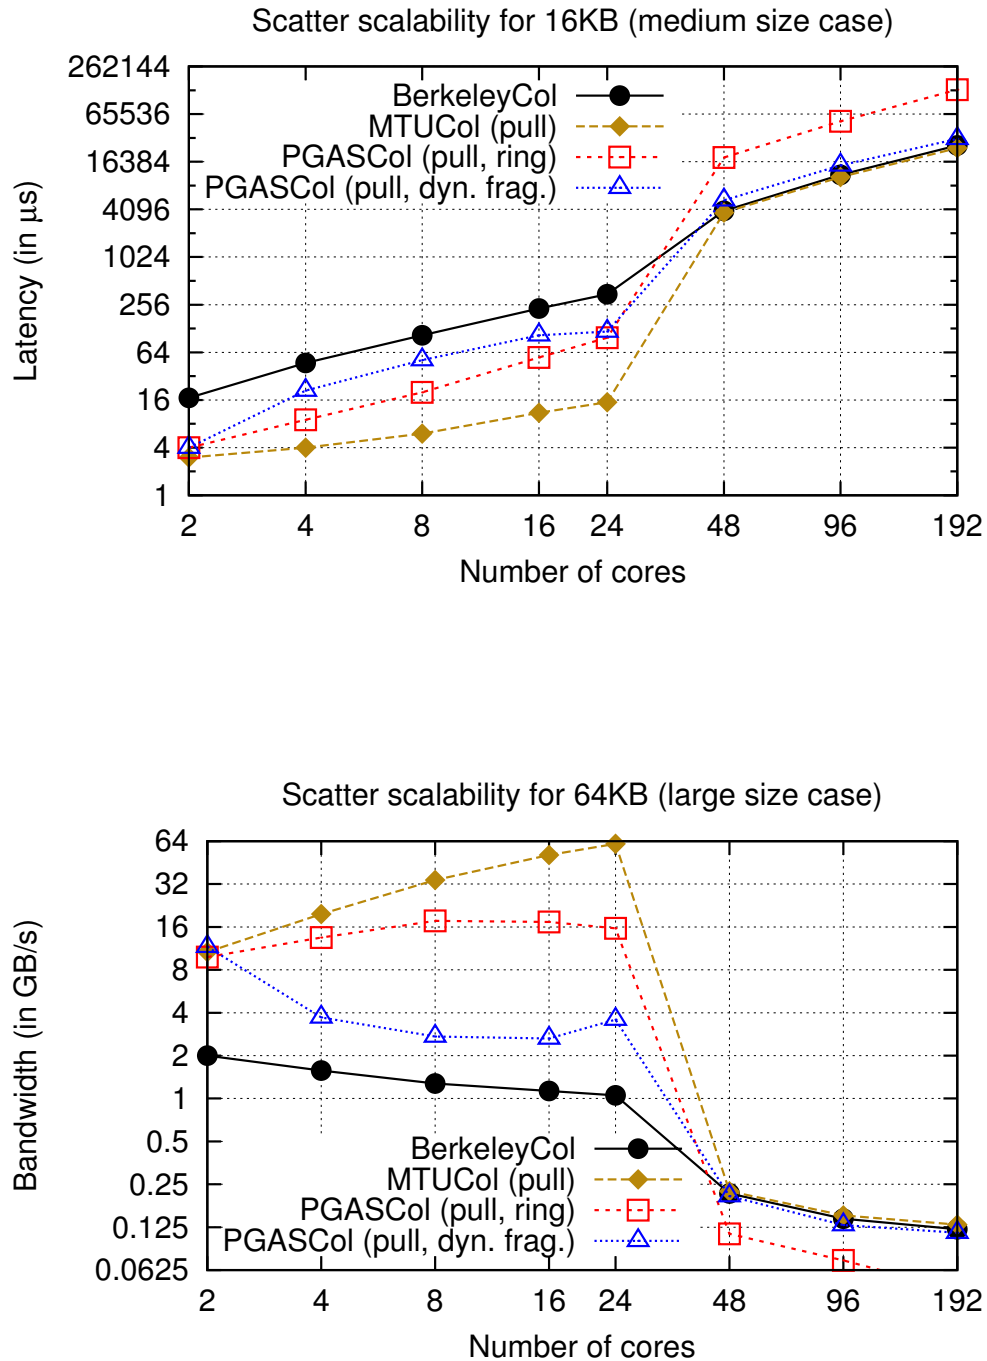 Scatter scalability for 16KB (medium size case)
262144
65536
16384
4096
1024
256
64
16
4
1
Latency (in µs)
BerkeleyCol
MTUCol (pull)
PGASCol (pull, ring)
PGASCol (pull, dyn. frag.)
2 4 8 16 24 48 96 192
Number of cores
Scatter scalability for 64KB (large size case)
64
32
16
8
4
2
1
0.5
0.25
0.125
0.0625
Bandwidth (in GB/s)
BerkeleyCol
MTUCol (pull)
PGASCol (pull, ring)
PGASCol (pull, dyn. frag.)
2 4 8 16 24 48 96 192
Number of cores